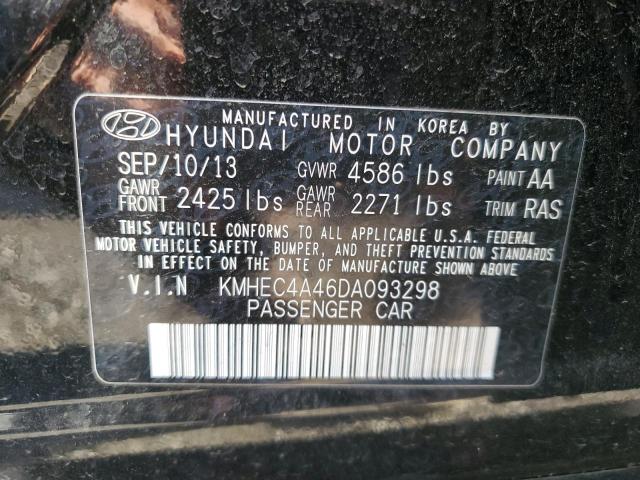 MANUFACTURED IN KOREA BY
HYUNDAI MOTOR COMPANY
SEP/10/13 GVWR 4586 lbs PAINT AA
GAWR FRONT 2425 lbs GAWR REAR 2271 lbs TRIM RAS
THIS VEHICLE CONFORMS TO ALL APPLICABLE U.S.A. FEDERAL
MOTOR VEHICLE SAFETY, BUMPER, AND THEFT PREVENTION STANDARDS
IN EFFECT ON THE DATE OF MANUFACTURE SHOWN ABOVE.
V.I.N KMHEC4A46DA093298
PASSENGER CAR